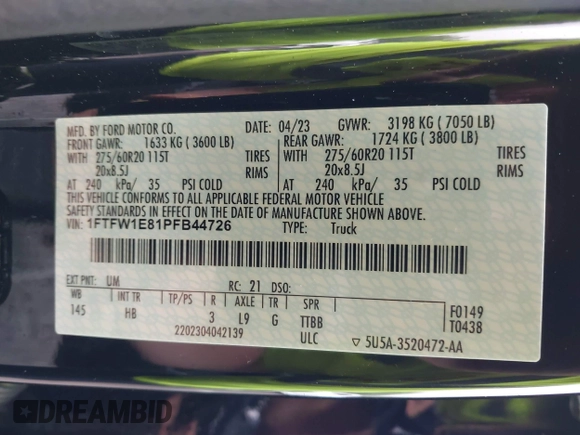 MFD. BY FORD MOTOR CO. DATE: 04/23 GVWR: 3198 KG ( 7050 LB)
FRONT GAWR: 1633 KG ( 3600 LB) REAR GAWR: 1724 KG ( 3800 LB)
WITH 275/60R20 115T TIRES WITH 275/60R20 115T TIRES
20x8.5J RIMS 20x8.5J RIMS
AT 240 kPa/ 35 PSI COLD AT 240 kPa/ 35 PSI COLD
THIS VEHICLE CONFORMS TO ALL APPLICABLE FEDERAL MOTOR VEHICLE
SAFETY STANDARDS IN EFFECT ON THE DATE OF MANUFACTURE SHOWN ABOVE.
VIN: 1FTFW1E81PFB44726 TYPE: Truck
EXT PNT: UM RC: 21 DSO:
WB INT TR TP/PS R AXLE TR SPR
145 HB 3 L9 G TTBB
F0149
T0438
2202304042139 ULC ▽ 5U5A-3520472-AA
DREAMBID